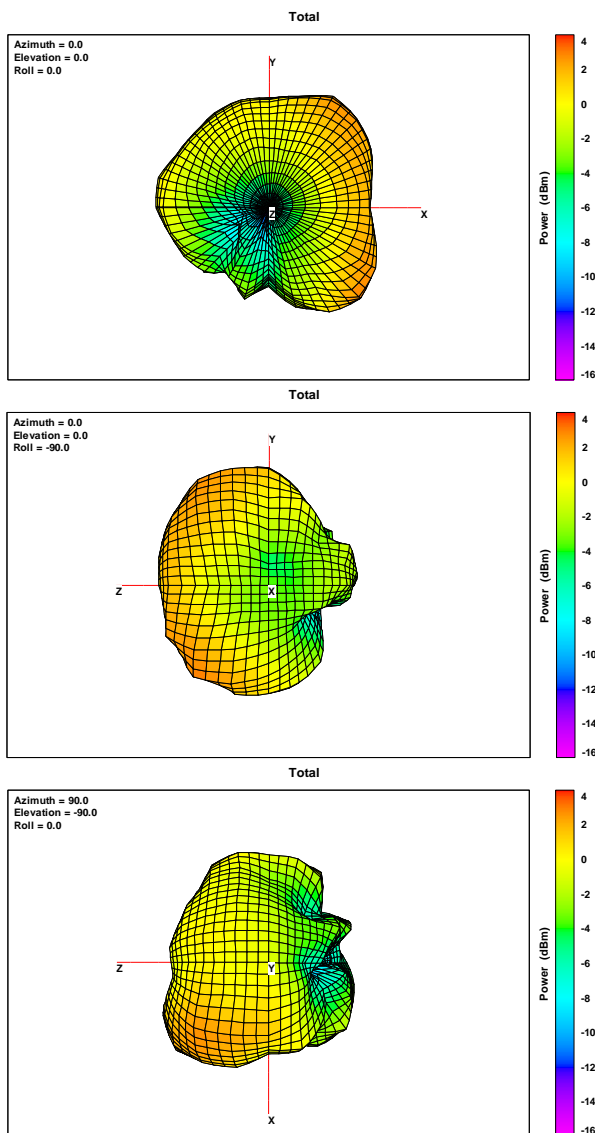 Total
Azimuth = 0.0
Elevation = 0.0
Roll = 0.0
Y
Z
X
4
2
0
-2
-4
-6
-8
-10
-12
-14
-16
Power (dBm)
Total
Azimuth = 0.0
Elevation = 0.0
Roll = -90.0
Y
Z
X
4
2
0
-2
-4
-6
-8
-10
-12
-14
-16
Power (dBm)
Total
Azimuth = 90.0
Elevation = -90.0
Roll = 0.0
Z
Y
X
4
2
0
-2
-4
-6
-8
-10
-12
-14
-16
Power (dBm)